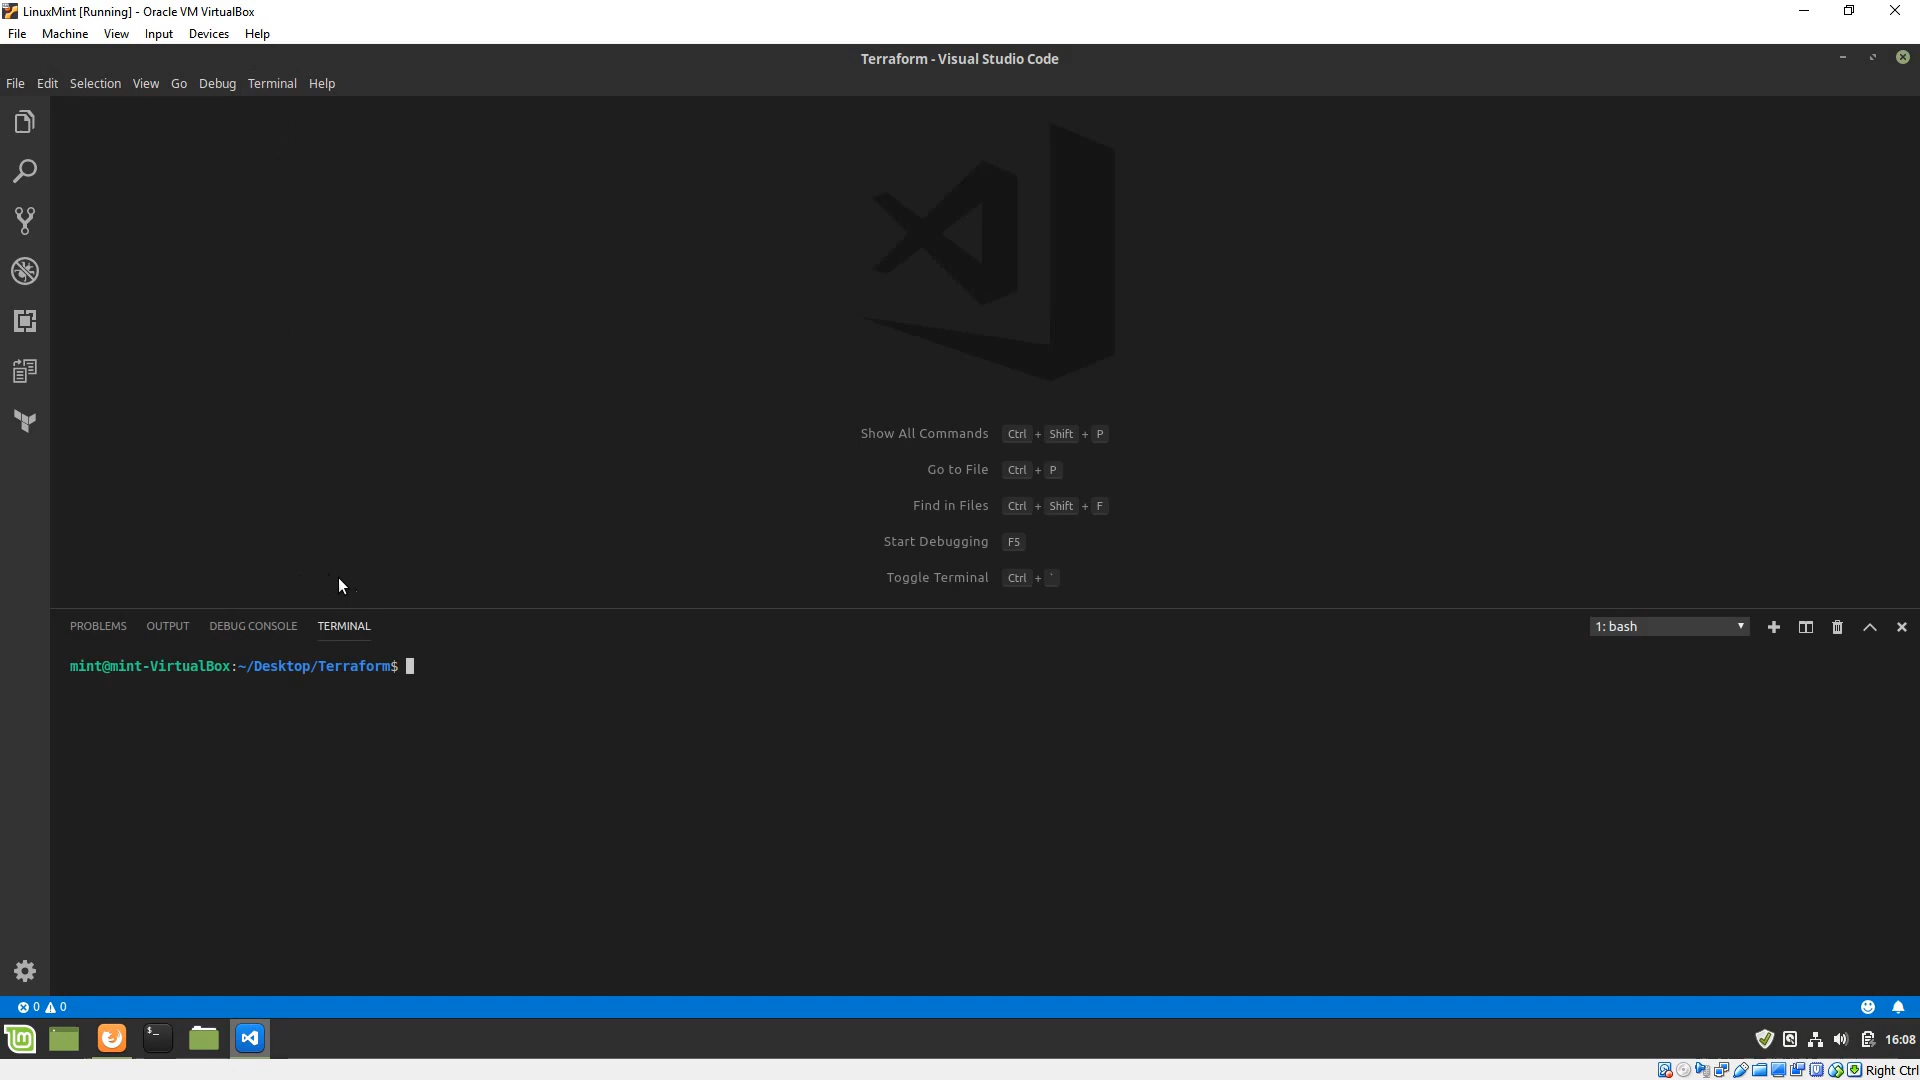 LinuxMint [Running] - Oracle VM VirtualBox
File Machine View Input Devices Help
Terraform - Visual Studio Code
File Edit Selection View Go Debug Terminal Help
Show All Commands Ctrl + Shift + P
Go to File Ctrl + P
Find in Files Ctrl + Shift + F
Start Debugging F5
Toggle Terminal Ctrl + `
PROBLEMS OUTPUT DEBUG CONSOLE TERMINAL 1: bash
mint@mint-VirtualBox:~/Desktop/Terraform$
0 0
16:08
Right Ctrl